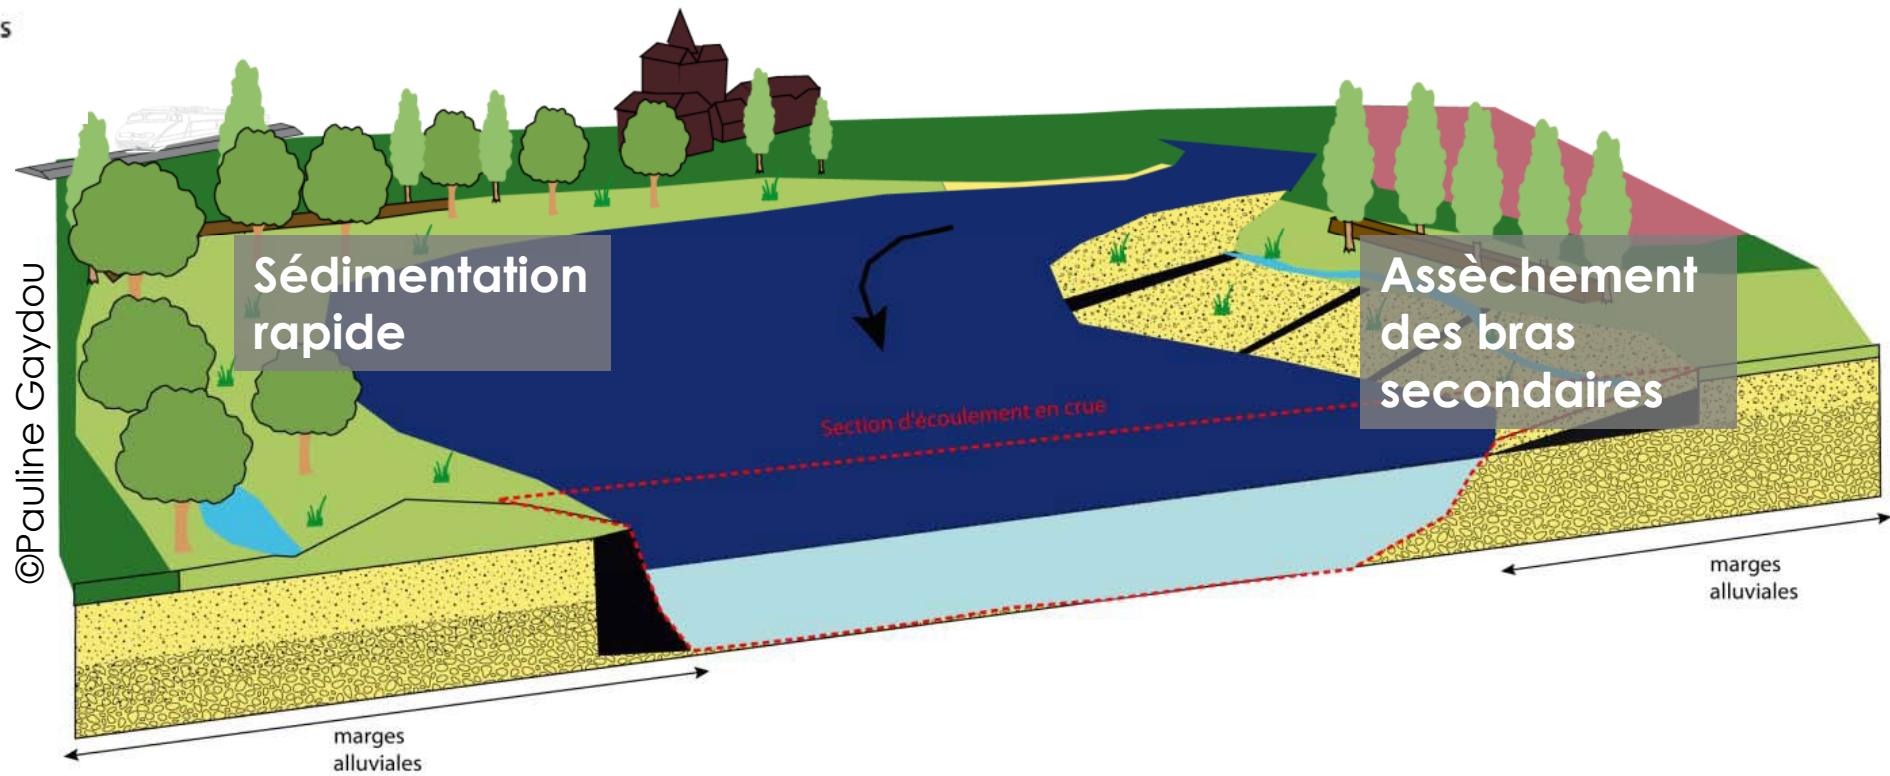 s
Sédimentation
rapide
Assèchement
des bras
secondaires
Section d'écoulement en crue
©Pauline Gaydou
marges
alluviales
marges
alluviales